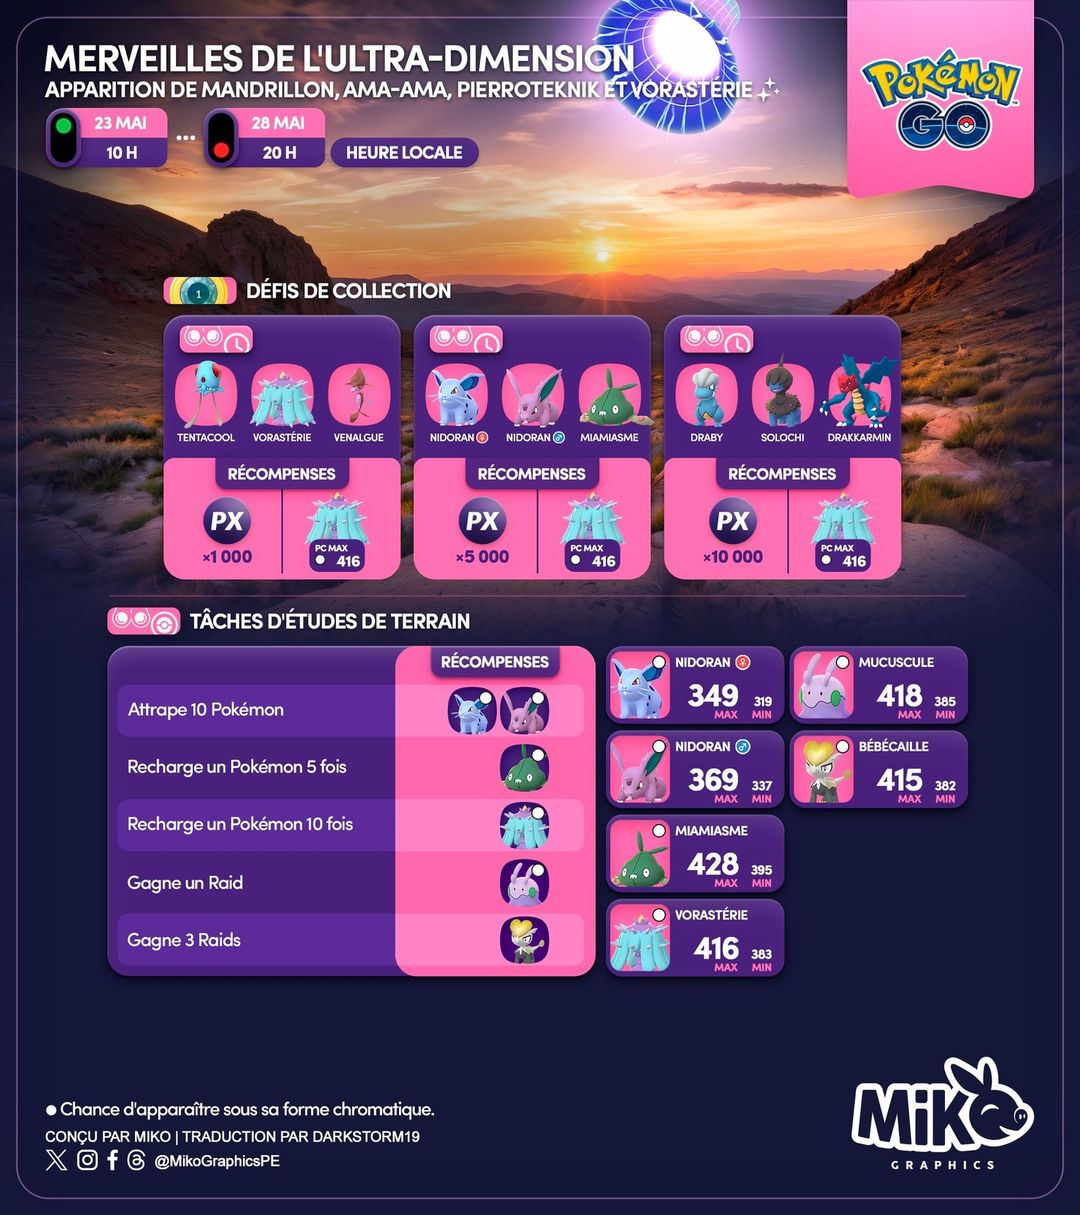 MERVEILLES DE L'ULTRA-DIMENSION
APPARITION DE MANDRILLON, AMA-AMA, PIERROTEKNIK ET VORASTÉRIE
POKÉMON
GO
23 MAI
10 H
...
28 MAI
20 H
HEURE LOCALE
1
DÉFIS DE COLLECTION
TENTACOOL VORASTÉRIE VENALGUE
RÉCOMPENSES
PX
×1 000
PC MAX
416
NIDORAN♀ NIDORAN♂ MIAMIASME
RÉCOMPENSES
PX
×5 000
PC MAX
416
DRABY SOLOCHI DRAKKARMIN
RÉCOMPENSES
PX
×10 000
PC MAX
416
TÂCHES D'ÉTUDES DE TERRAIN
RÉCOMPENSES
Attrape 10 Pokémon
Recharge un Pokémon 5 fois
Recharge un Pokémon 10 fois
Gagne un Raid
Gagne 3 Raids
NIDORAN ♀
349 319
MAX MIN
MUCUSCULE
418 385
MAX MIN
NIDORAN ♂
369 337
MAX MIN
BÉBÉCAILLE
415 382
MAX MIN
MIAMIASME
428 395
MAX MIN
VORASTÉRIE
416 383
MAX MIN
Chance d'apparaître sous sa forme chromatique.
CONÇU PAR MIKO | TRADUCTION PAR DARKSTORM19
@MikoGraphicsPE
MiKO
GRAPHICS